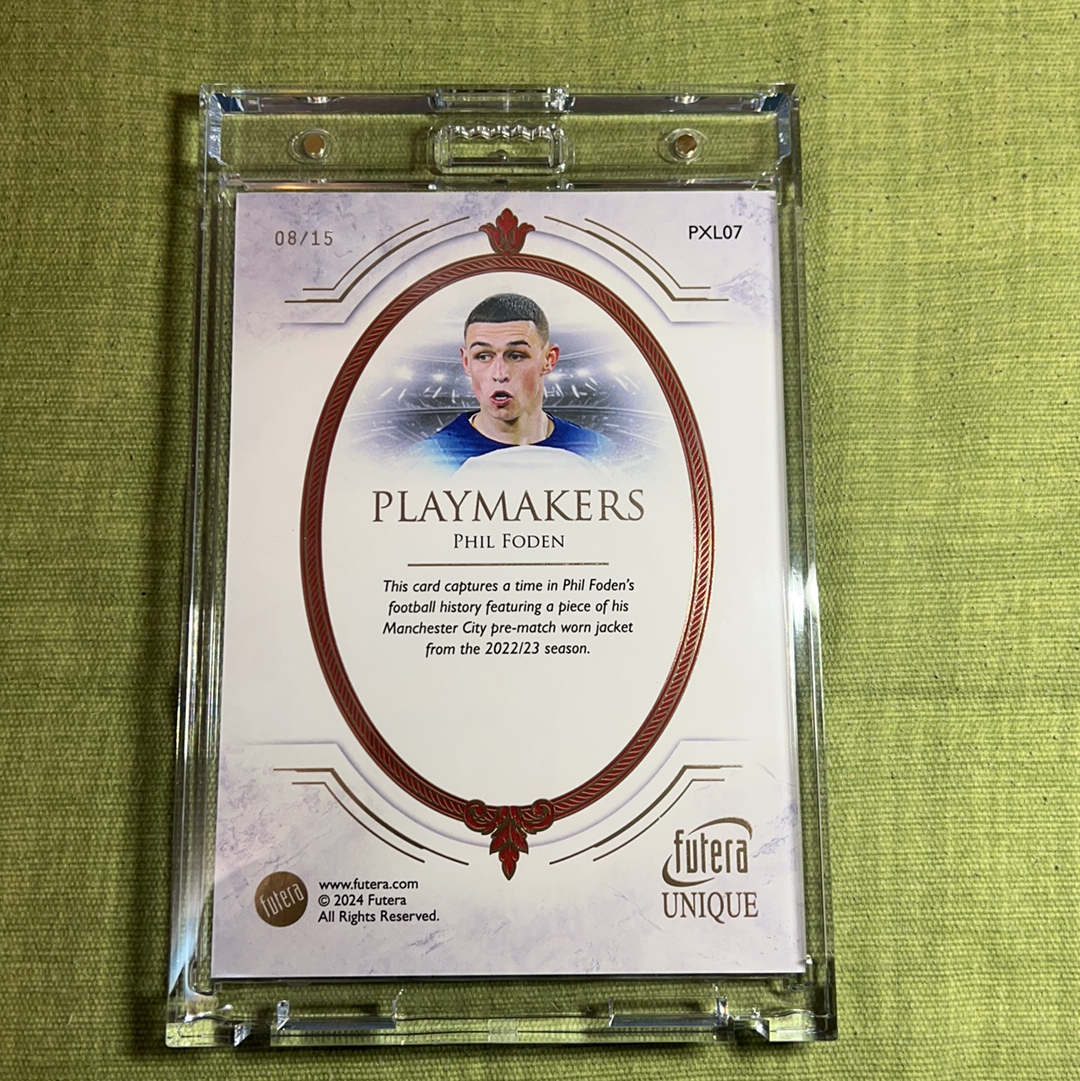 08/15
PXL07
PLAYMAKERS
PHIL FODEN
This card captures a time in Phil Foden's
football history featuring a piece of his
Manchester City pre-match worn jacket
from the 2022/23 season.
futera
UNIQUE
futera
www.futera.com
© 2024 Futera
All Rights Reserved.